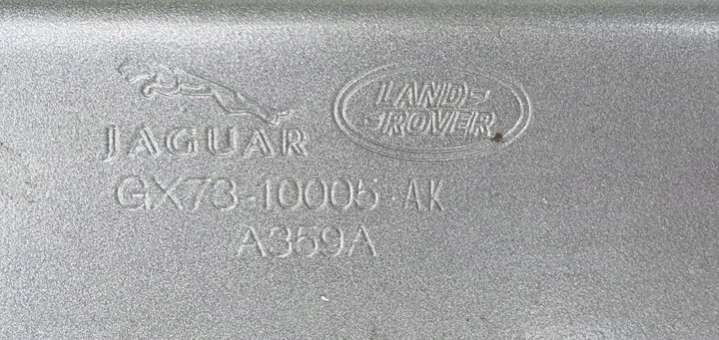 JAGUAR
LAND-
ROVER
GX73-10005-AK
A359A